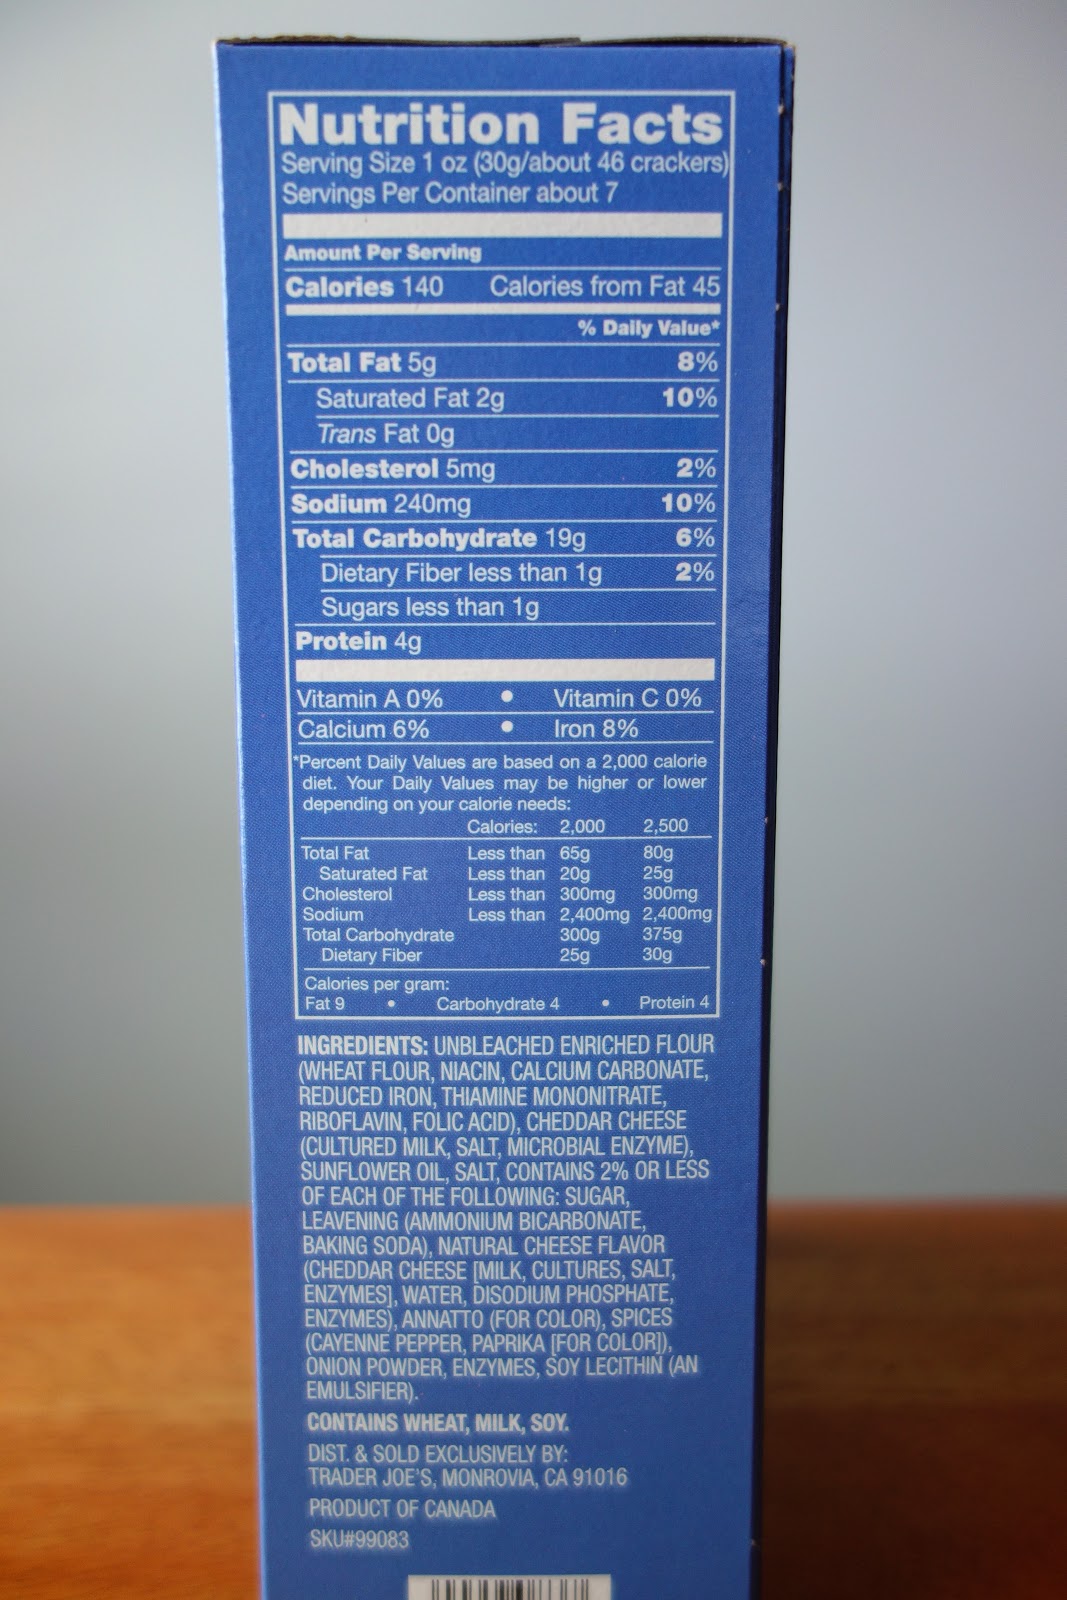 Nutrition Facts
Serving Size 1 oz (30g/about 46 crackers)
Servings Per Container about 7
Amount Per Serving
Calories 140 Calories from Fat 45
% Daily Value*
Total Fat 5g 8%
Saturated Fat 2g 10%
Trans Fat 0g
Cholesterol 5mg 2%
Sodium 240mg 10%
Total Carbohydrate 19g 6%
Dietary Fiber less than 1g 2%
Sugars less than 1g
Protein 4g
Vitamin A 0% • Vitamin C 0%
Calcium 6% • Iron 8%
*Percent Daily Values are based on a 2,000 calorie
diet. Your Daily Values may be higher or lower
depending on your calorie needs:
Calories: 2,000 2,500
Total Fat Less than 65g 80g
Saturated Fat Less than 20g 25g
Cholesterol Less than 300mg 300mg
Sodium Less than 2,400mg 2,400mg
Total Carbohydrate 300g 375g
Dietary Fiber 25g 30g
Calories per gram:
Fat 9 • Carbohydrate 4 • Protein 4
INGREDIENTS: UNBLEACHED ENRICHED FLOUR
(WHEAT FLOUR, NIACIN, CALCIUM CARBONATE,
REDUCED IRON, THIAMINE MONONITRATE,
RIBOFLAVIN, FOLIC ACID), CHEDDAR CHEESE
(CULTURED MILK, SALT, MICROBIAL ENZYME),
SUNFLOWER OIL, SALT, CONTAINS 2% OR LESS
OF EACH OF THE FOLLOWING: SUGAR,
LEAVENING (AMMONIUM BICARBONATE,
BAKING SODA), NATURAL CHEESE FLAVOR
(CHEDDAR CHEESE [MILK, CULTURES, SALT,
ENZYMES], WATER, DISODIUM PHOSPHATE,
ENZYMES), ANNATTO (FOR COLOR), SPICES
(CAYENNE PEPPER, PAPRIKA [FOR COLOR]),
ONION POWDER, ENZYMES, SOY LECITHIN (AN
EMULSIFIER).
CONTAINS WHEAT, MILK, SOY.
DIST. & SOLD EXCLUSIVELY BY:
TRADER JOE'S, MONROVIA, CA 91016
PRODUCT OF CANADA
SKU#99083